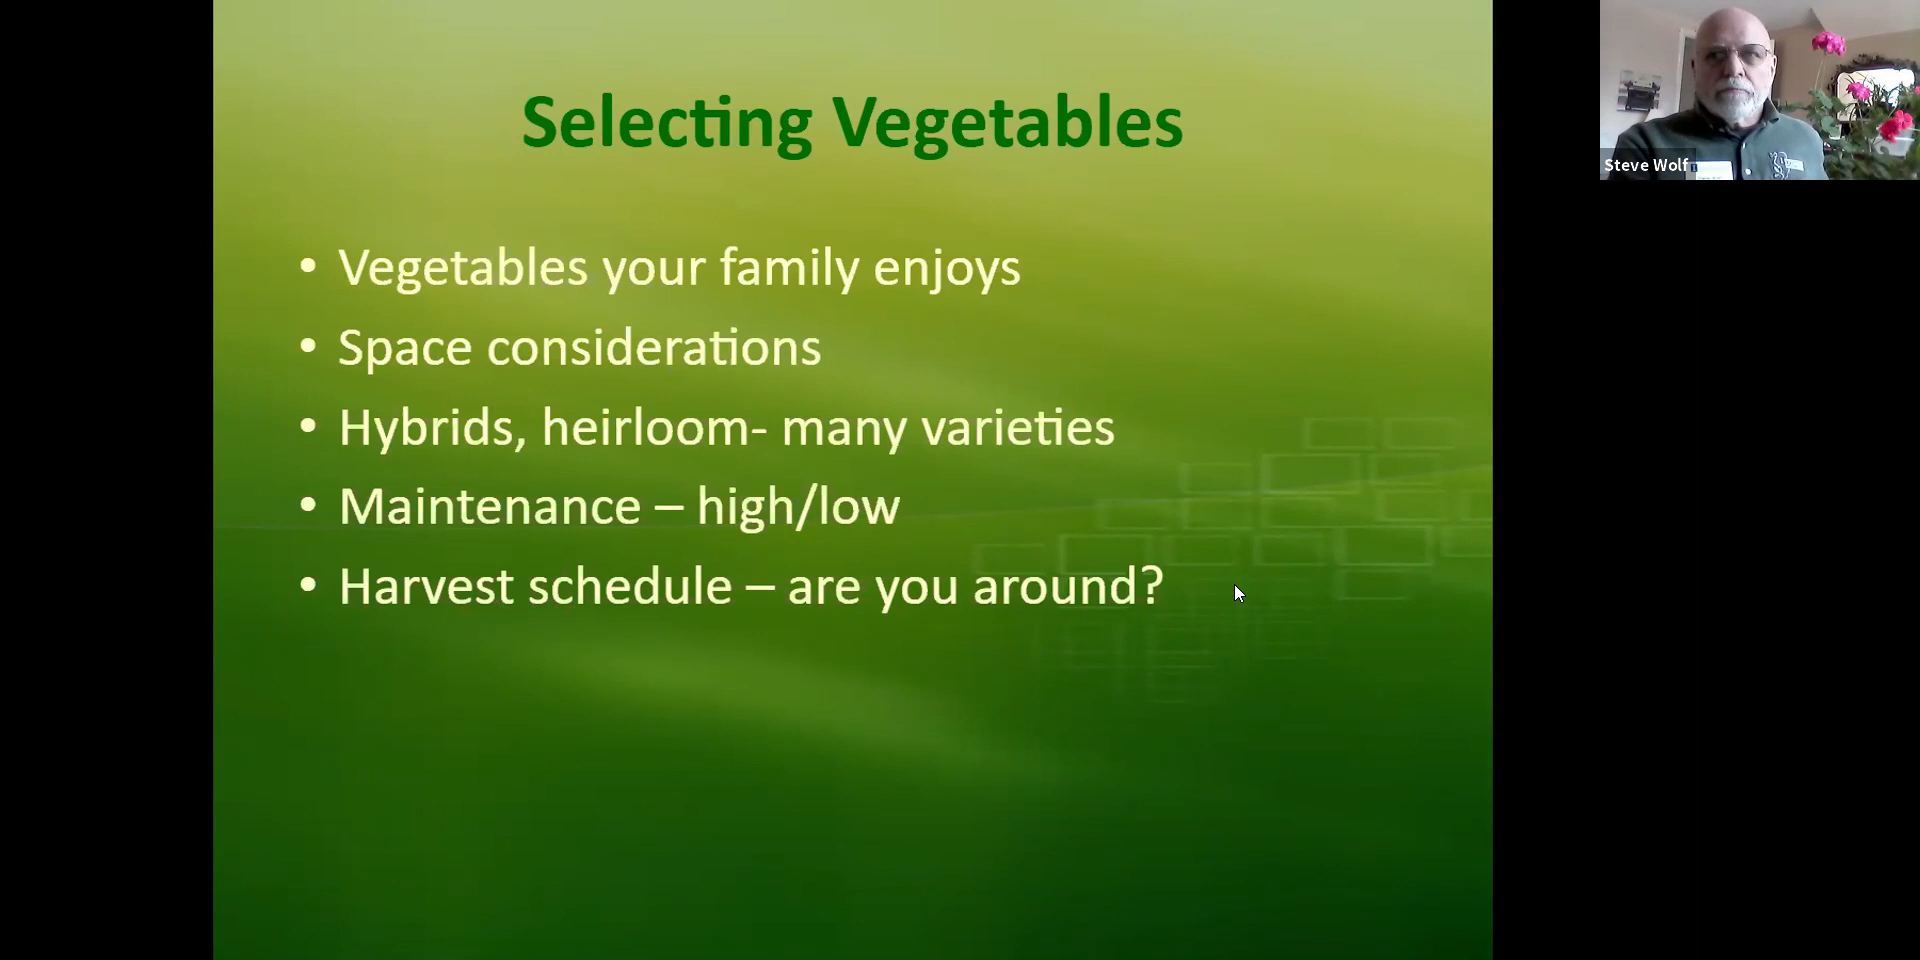 Selecting Vegetables
• Vegetables your family enjoys
• Space considerations
• Hybrids, heirloom- many varieties
• Maintenance – high/low
• Harvest schedule – are you around?
Steve Wolf